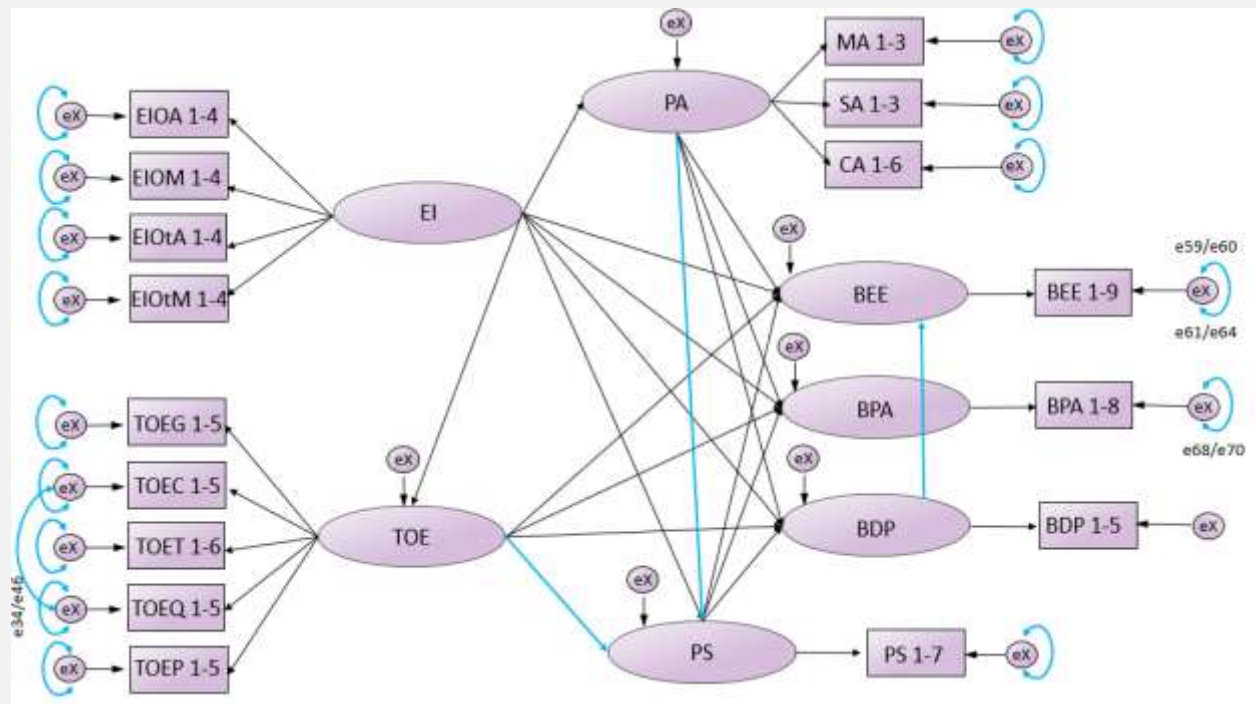 eX
MA 1-3
eX
PA
SA 1-3
eX
CA 1-6
eX
eX
EIOA 1-4
eX
EIOM 1-4
eX
EIOtA 1-4
eX
EIOtM 1-4
EI
eX
BEE
BEE 1-9
e59/e60
eX
e61/e64
eX
BPA
BPA 1-8
eX
e68/e70
eX
BDP
BDP 1-5
eX
eX
TOEG 1-5
eX
TOEC 1-5
eX
TOET 1-6
eX
TOEQ 1-5
eX
TOEP 1-5
e34/e46
eX
TOE
eX
PS
PS 1-7
eX